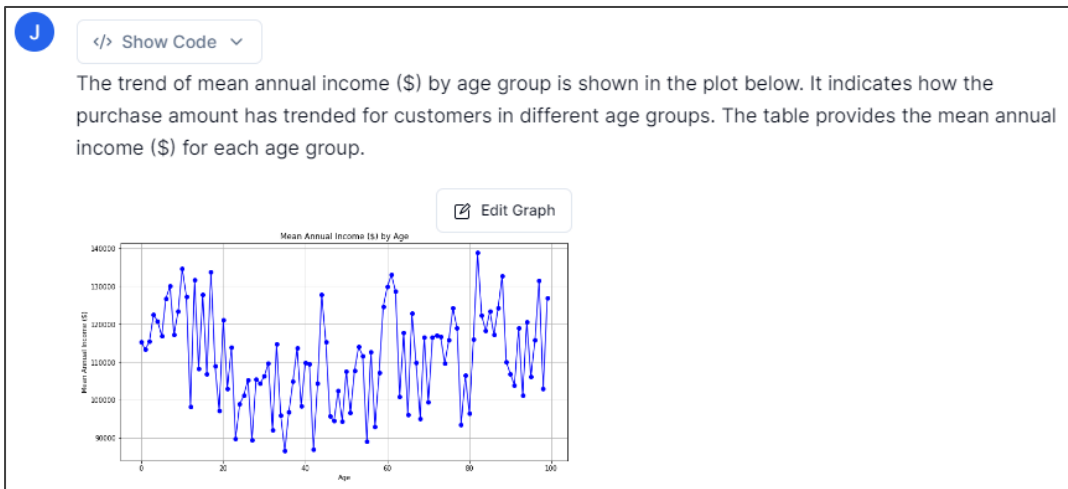 J
</> Show Code
The trend of mean annual income ($) by age group is shown in the plot below. It indicates how the
purchase amount has trended for customers in different age groups. The table provides the mean annual
income ($) for each age group.
Edit Graph
Mean Annual Income ($) by Age
140000
130000
120000
110000
100000
90000
Mean Annual Income ($)
0 20 40 60 80 100
Age